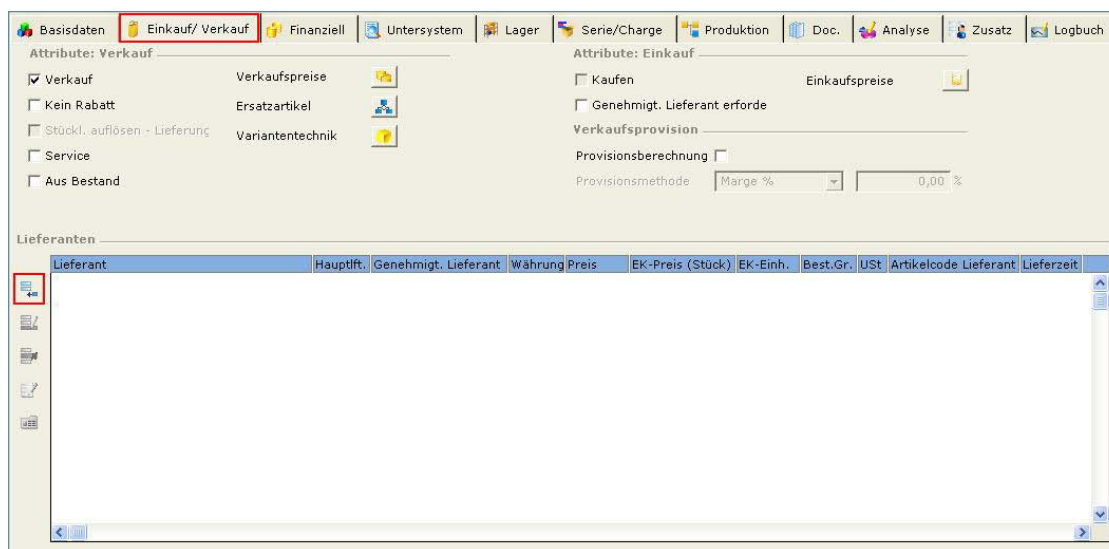 Basisdaten Einkauf/ Verkauf Finanziell Untersystem Lager Serie/Charge Produktion Doc. Analyse Zusatz Logbuch
Attribute: Verkauf
Verkauf Verkaufspreise
Kein Rabatt Ersatzartikel
Stückl. auflösen - Lieferung Variantentechnik
Service
Aus Bestand
Attribute: Einkauf
Kaufen Einkaufspreise
Genehmigt. Lieferant erforde
Verkaufsprovision
Provisionsberechnung
Provisionsmethode Marge % 0,00 %
Lieferanten
Lieferant Hauptlft. Genehmigt. Lieferant Währung Preis EK-Preis (Stück) EK-Einh. Best.Gr. USt Artikelcode Lieferant Lieferzeit